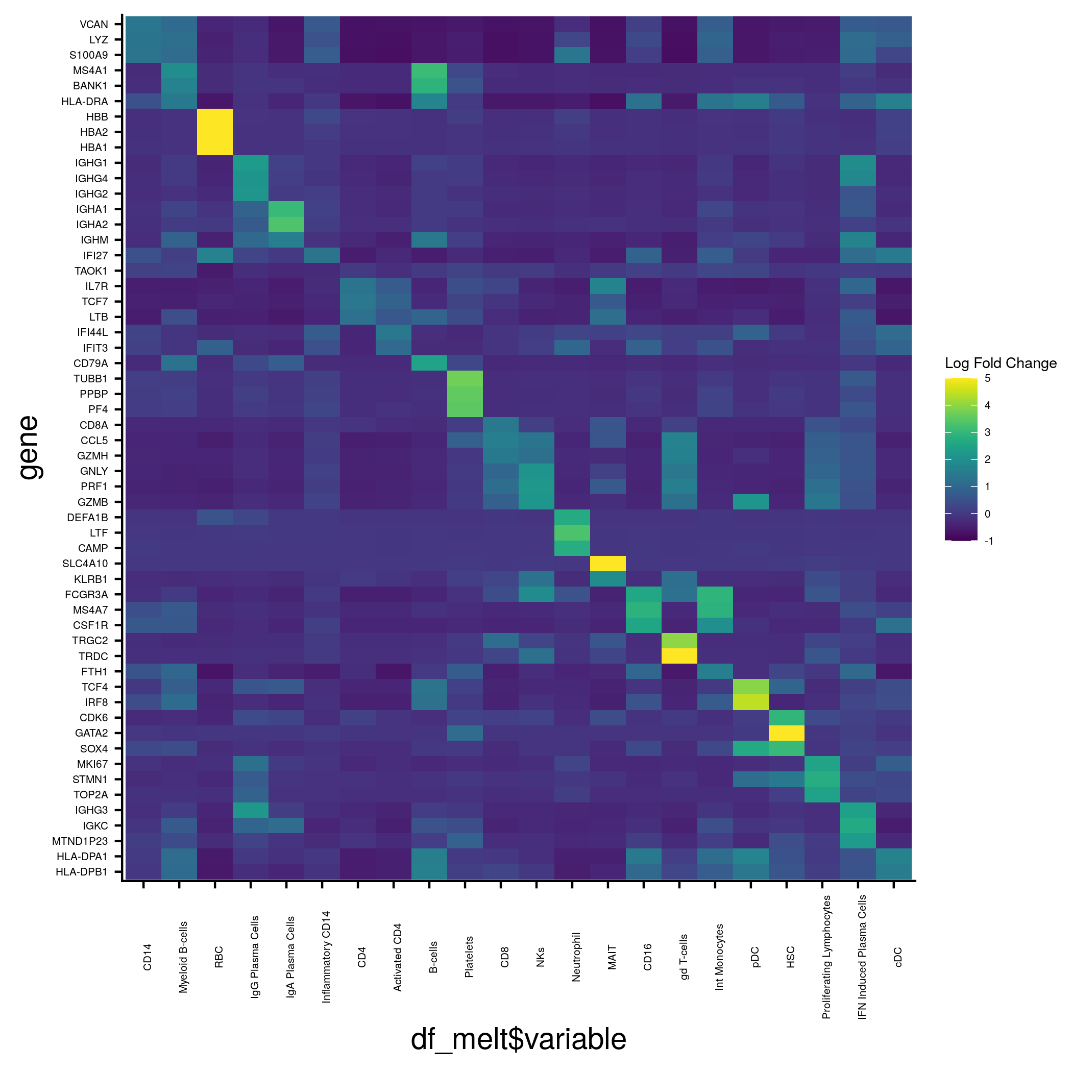 VCAN
LYZ
S100A9
MS4A1
BANK1
HLA-DRA
HBB
HBA2
HBA1
IGHG1
IGHG4
IGHG2
IGHA1
IGHA2
IGHM
IFI27
TAOK1
IL7R
TCF7
LTB
IFI44L
IFIT3
CD79A
TUBB1
PPBP
PF4
CD8A
CCL5
GZMH
GNLY
PRF1
GZMB
DEFA1B
LTF
CAMP
SLC4A10
KLRB1
FCGR3A
MS4A7
CSF1R
TRGC2
TRDC
FTH1
TCF4
IRF8
CDK6
GATA2
SOX4
MKI67
STMN1
TOP2A
IGHG3
IGKC
MTND1P23
HLA-DPA1
HLA-DPB1
gene
CD14
Myeloid B-cells
RBC
IgG Plasma Cells
IgA Plasma Cells
Inflammatory CD14
CD4
Activated CD4
B-cells
Platelets
CD8
NKs
Neutrophil
MAIT
CD16
gd T-cells
Int Monocytes
pDC
HSC
Proliferating Lymphocytes
IFN Induced Plasma Cells
cDC
df_melt$variable
Log Fold Change
5
4
3
2
1
0
-1